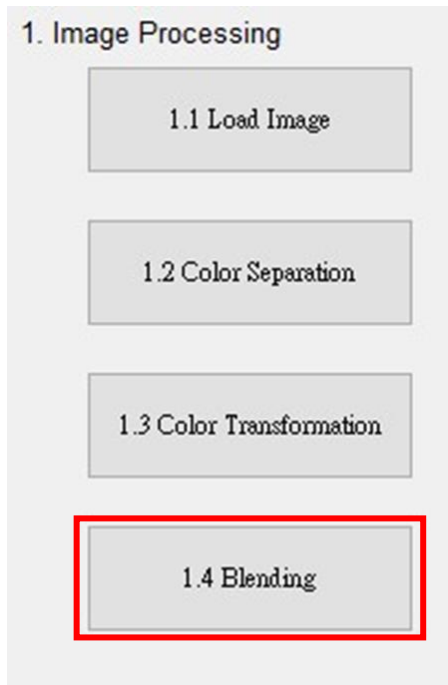 1. Image Processing
1.1 Load Image
1.2 Color Separation
1.3 Color Transformation
1.4 Blending